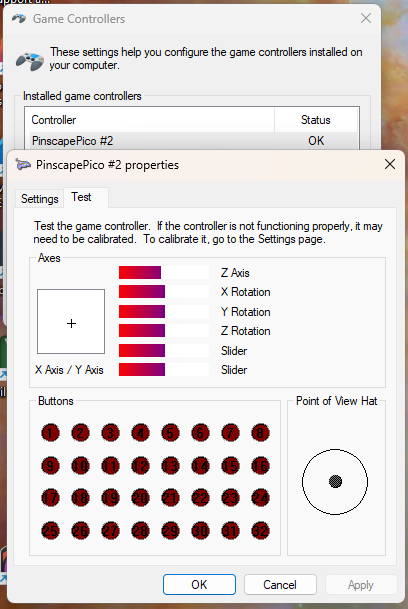 Game Controllers
These settings help you configure the game controllers installed on
your computer.
Installed game controllers
Controller Status
PinscapePico #2 OK
PinscapePico #2 properties
Settings Test
Test the game controller. If the controller is not functioning properly, it may
need to be calibrated. To calibrate it, go to the Settings page.
Axes
Z Axis
X Rotation
Y Rotation
Z Rotation
Slider
X Axis / Y Axis Slider
Buttons Point of View Hat
1 2 3 4 5 6 7 8
9 10 11 12 13 14 15 16
17 18 19 20 21 22 23 24
25 26 27 28 29 30 31 32
OK Cancel Apply